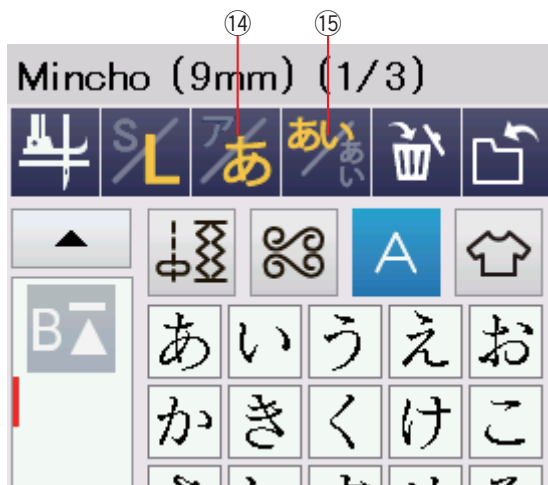 ⑭ ⑮
Mincho (9mm) (1/3)
S/L ア/あ あい/あい
A
B
あ い う え お
か き く け こ